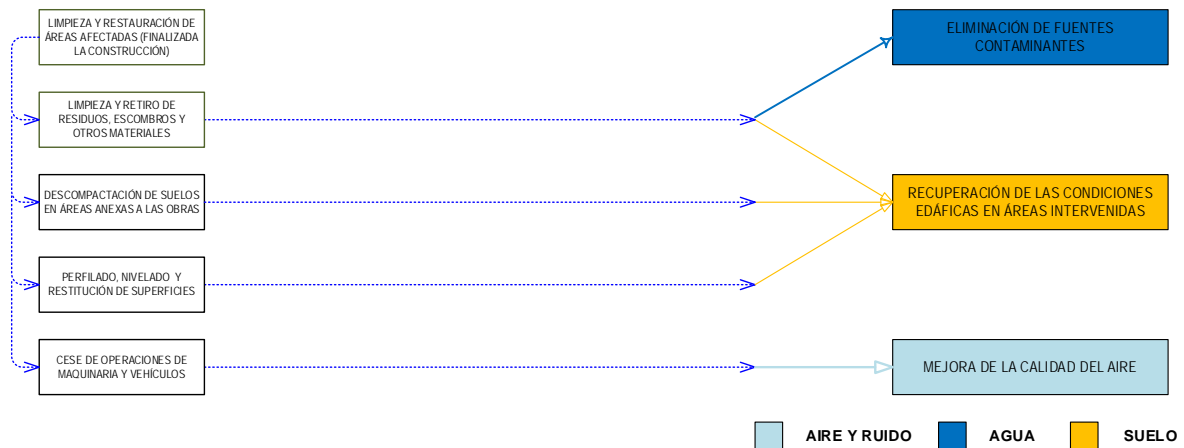 LIMPIEZA Y RESTAURACIÓN DE
ÁREAS AFECTADAS (FINALIZADA
LA CONSTRUCCIÓN)
ELIMINACIÓN DE FUENTES
CONTAMINANTES
LIMPIEZA Y RETIRO DE
RESIDUOS, ESCOMBROS Y
OTROS MATERIALES
DESCOMPACTACIÓN DE SUELOS
EN ÁREAS ANEXAS A LAS OBRAS
RECUPERACIÓN DE LAS CONDICIONES
EDÁFICAS EN ÁREAS INTERVENIDAS
PERFILADO, NIVELADO Y
RESTITUCIÓN DE SUPERFICIES
CESE DE OPERACIONES DE
MAQUINARIA Y VEHÍCULOS
MEJORA DE LA CALIDAD DEL AIRE
AIRE Y RUIDO
AGUA
SUELO